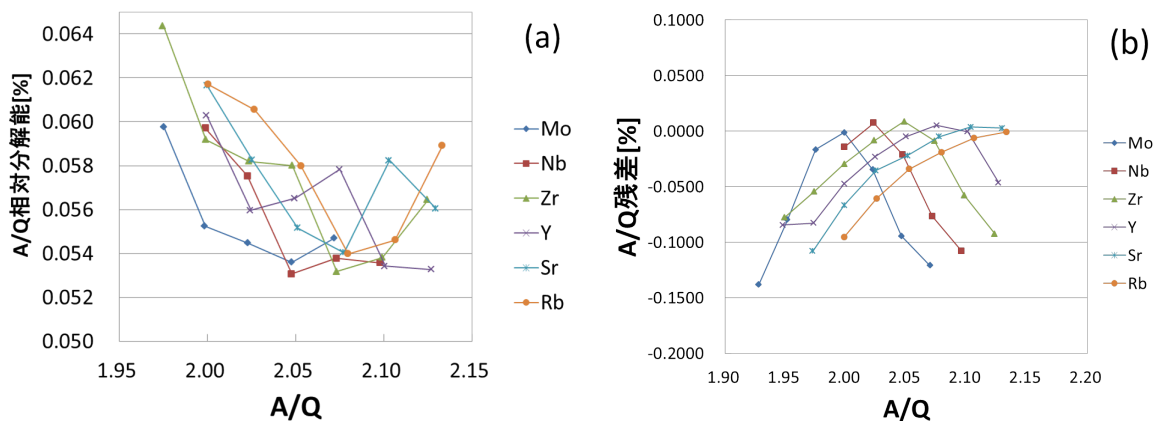 (a)
A/Q相対分解能[%]
0.064
0.062
0.060
0.058
0.056
0.054
0.052
0.050
1.95 2.00 2.05 2.10 2.15
A/Q
Mo
Nb
Zr
Y
Sr
Rb
(b)
A/Q残差[%]
0.1000
0.0500
0.0000
-0.0500
-0.1000
-0.1500
-0.2000
1.90 1.95 2.00 2.05 2.10 2.15 2.20
A/Q
Mo
Nb
Zr
Y
Sr
Rb